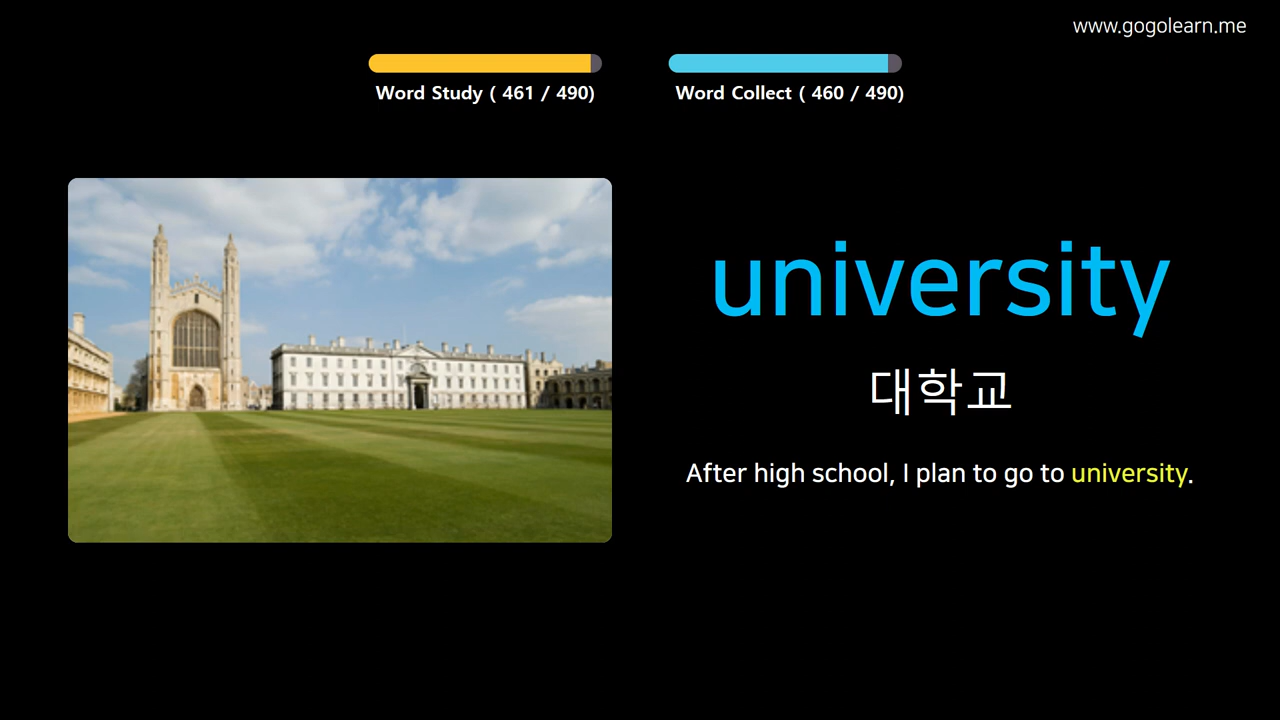 www.gogolearn.me
Word Study ( 461 / 490)
Word Collect ( 460 / 490)
university
대학교
After high school, I plan to go to university.